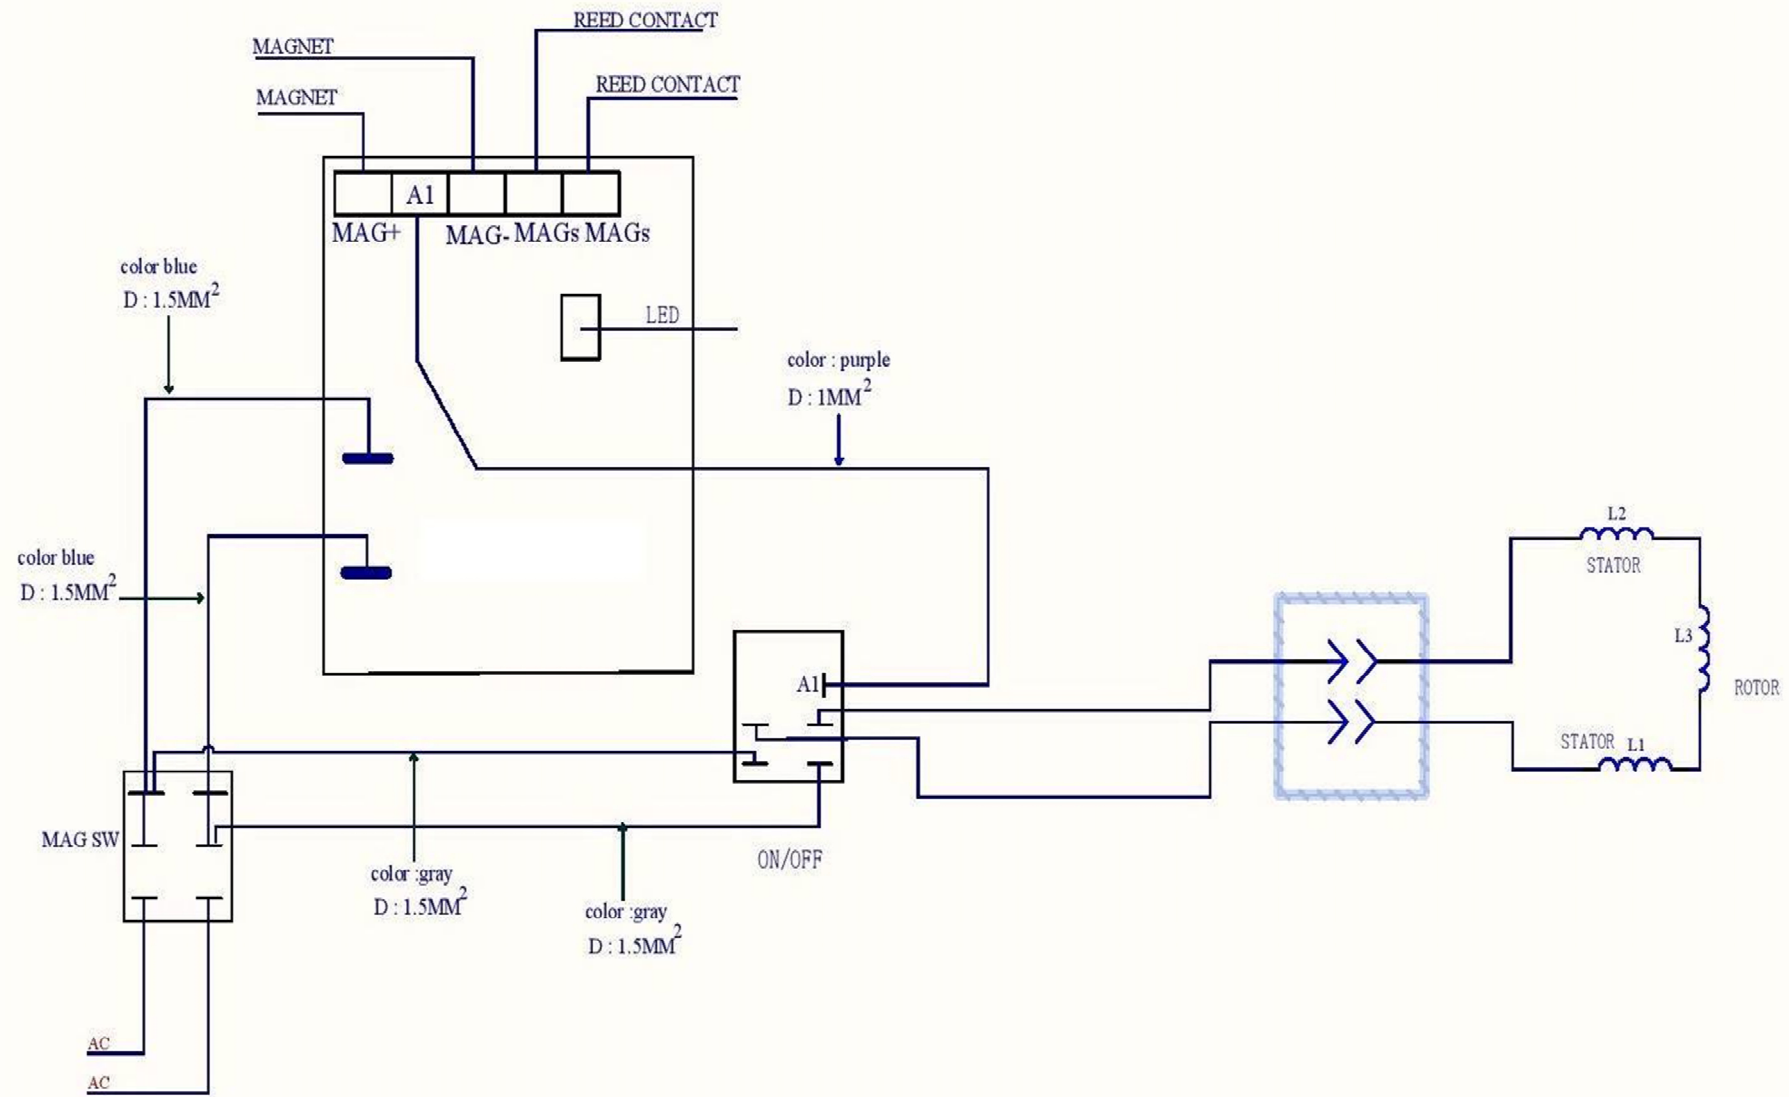 REED CONTACT
MAGNET
REED CONTACT
MAGNET
A1
MAG+ MAG- MAGs MAGs
color blue
D : 1.5MM²
LED
color : purple
D : 1MM²
L2
STATOR
color blue
D : 1.5MM²
L3
A1
ROTOR
STATOR L1
MAG SW
ON/OFF
color :gray
D : 1.5MM²
color :gray
D : 1.5MM²
AC
AC